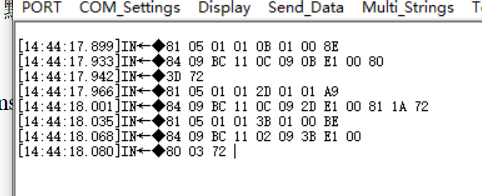 PORT COM_Settings Display Send_Data Multi_Strings
[14:44:17.899]IN←◆81 05 01 01 0B 01 00 8E
[14:44:17.933]IN←◆84 09 BC 11 0C 09 0B E1 00 80
[14:44:17.942]IN←◆3D 72
[14:44:17.966]IN←◆81 05 01 01 2D 01 01 A9
[14:44:18.001]IN←◆84 09 BC 11 0C 09 2D E1 00 81 1A 72
[14:44:18.035]IN←◆81 05 01 01 3B 01 00 BE
[14:44:18.068]IN←◆84 09 BC 11 02 09 3B E1 00
[14:44:18.080]IN←◆80 03 72